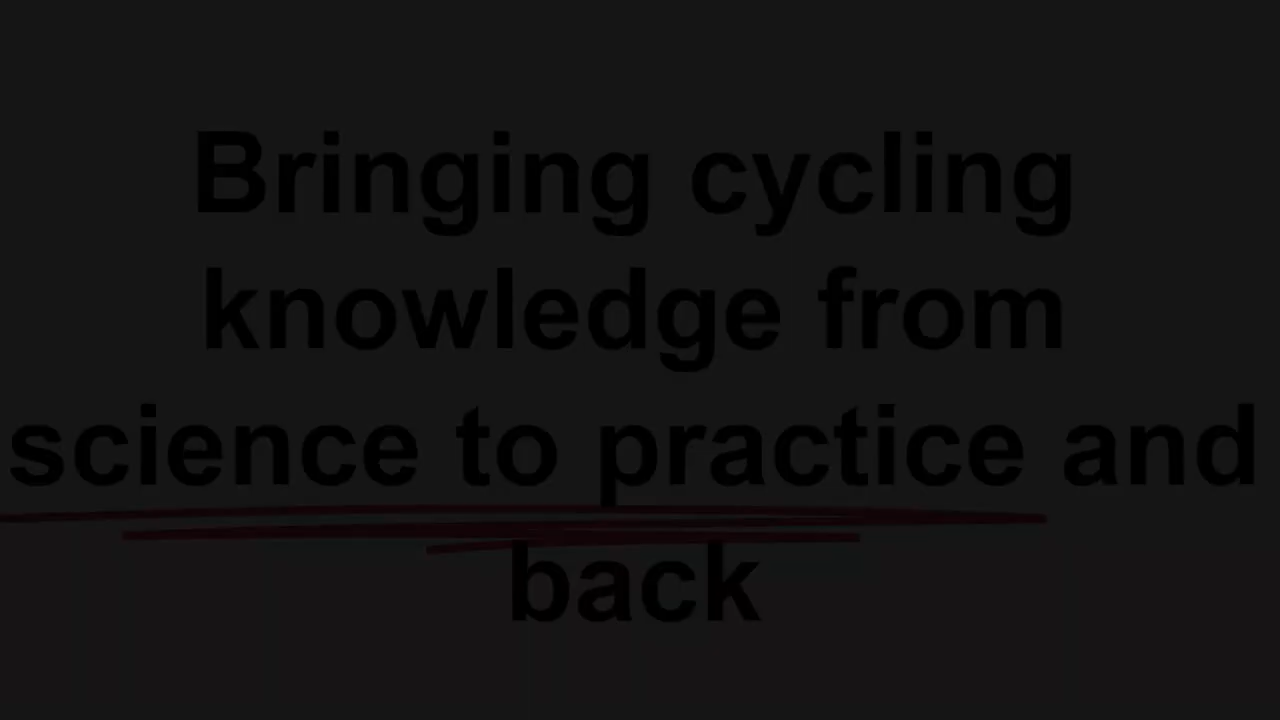 Bringing cycling
knowledge from
science to practice and
back